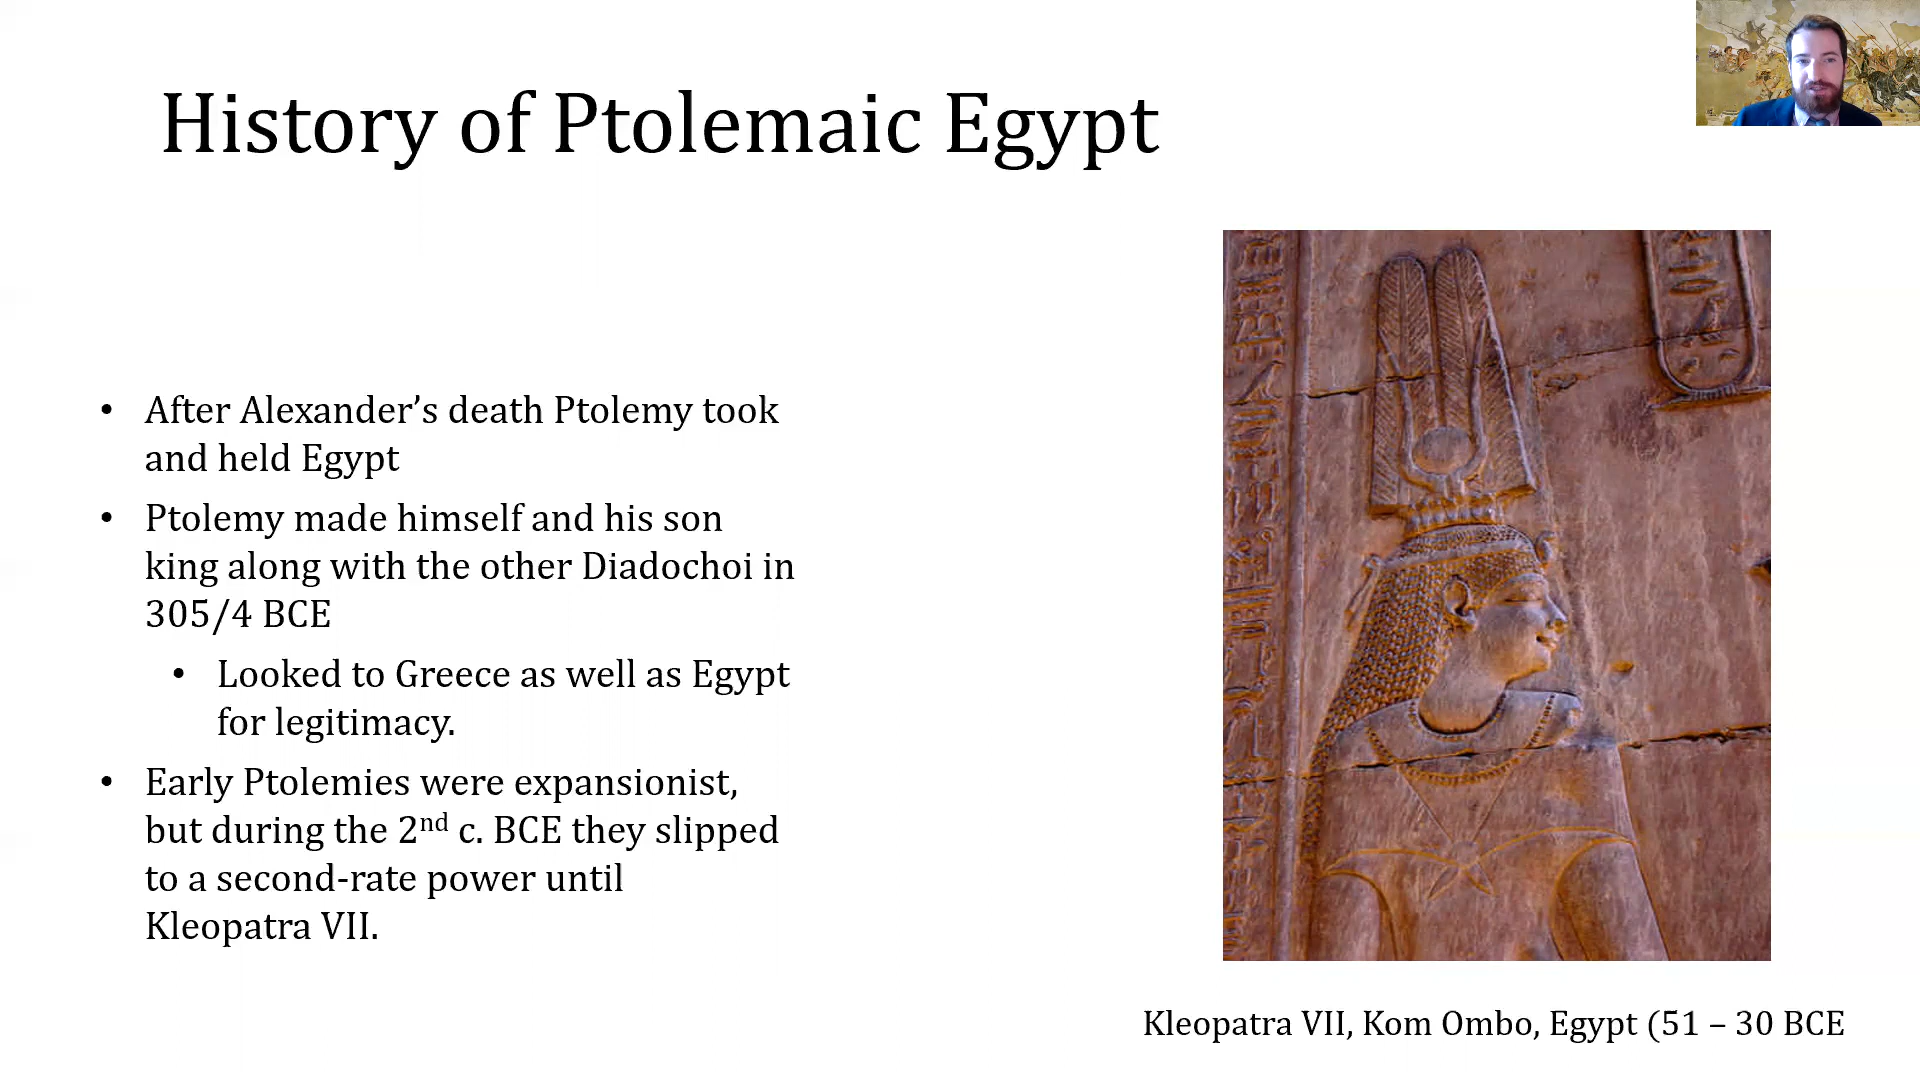 History of Ptolemaic Egypt
• After Alexander’s death Ptolemy took
and held Egypt
• Ptolemy made himself and his son
king along with the other Diadochoi in
305/4 BCE
• Looked to Greece as well as Egypt
for legitimacy.
• Early Ptolemies were expansionist,
but during the 2nd c. BCE they slipped
to a second-rate power until
Kleopatra VII.
Kleopatra VII, Kom Ombo, Egypt (51 – 30 BCE